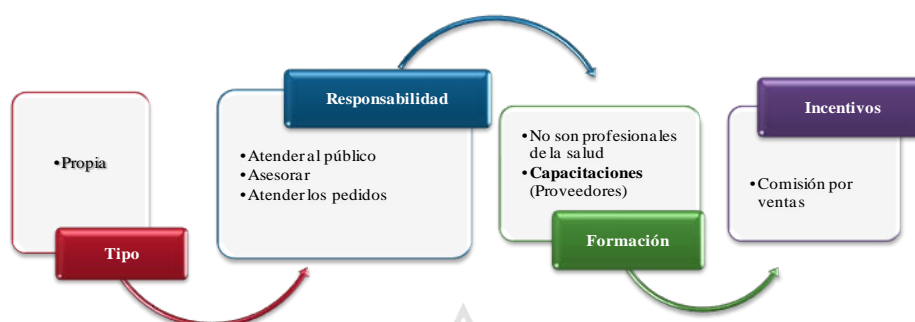 •Propia
Tipo
Responsabilidad
•Atender al público
•Asesorar
•Atender los pedidos
•No son profesionales
de la salud
•Capacitaciones
(Proveedores)
Formación
Incentivos
•Comisión por
ventas